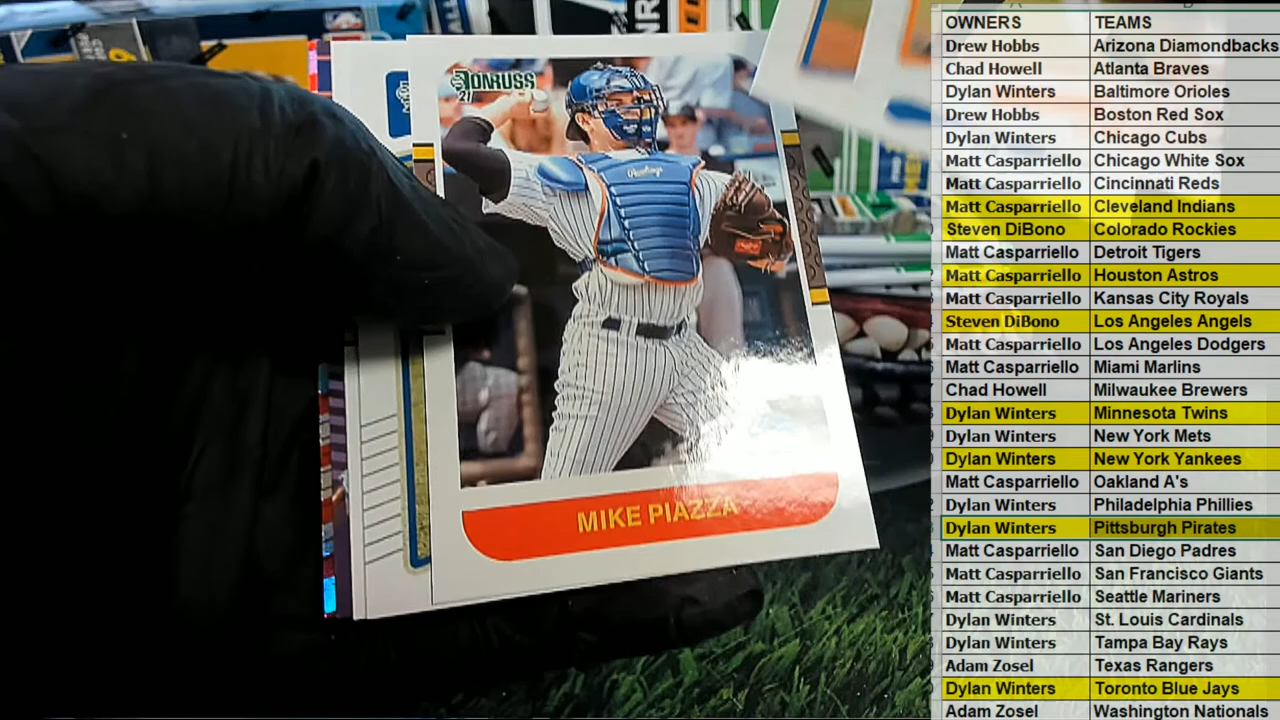 DONRUSS
21
Rawlings
MIKE PIAZZA
OWNERS TEAMS
Drew Hobbs Arizona Diamondbacks
Chad Howell Atlanta Braves
Dylan Winters Baltimore Orioles
Drew Hobbs Boston Red Sox
Dylan Winters Chicago Cubs
Matt Casparriello Chicago White Sox
Matt Casparriello Cincinnati Reds
Matt Casparriello Cleveland Indians
Steven DiBono Colorado Rockies
Matt Casparriello Detroit Tigers
Matt Casparriello Houston Astros
Matt Casparriello Kansas City Royals
Steven DiBono Los Angeles Angels
Matt Casparriello Los Angeles Dodgers
Matt Casparriello Miami Marlins
Chad Howell Milwaukee Brewers
Dylan Winters Minnesota Twins
Dylan Winters New York Mets
Dylan Winters New York Yankees
Matt Casparriello Oakland A's
Dylan Winters Philadelphia Phillies
Dylan Winters Pittsburgh Pirates
Matt Casparriello San Diego Padres
Matt Casparriello San Francisco Giants
Matt Casparriello Seattle Mariners
Dylan Winters St. Louis Cardinals
Dylan Winters Tampa Bay Rays
Adam Zosel Texas Rangers
Dylan Winters Toronto Blue Jays
Adam Zosel Washington Nationals